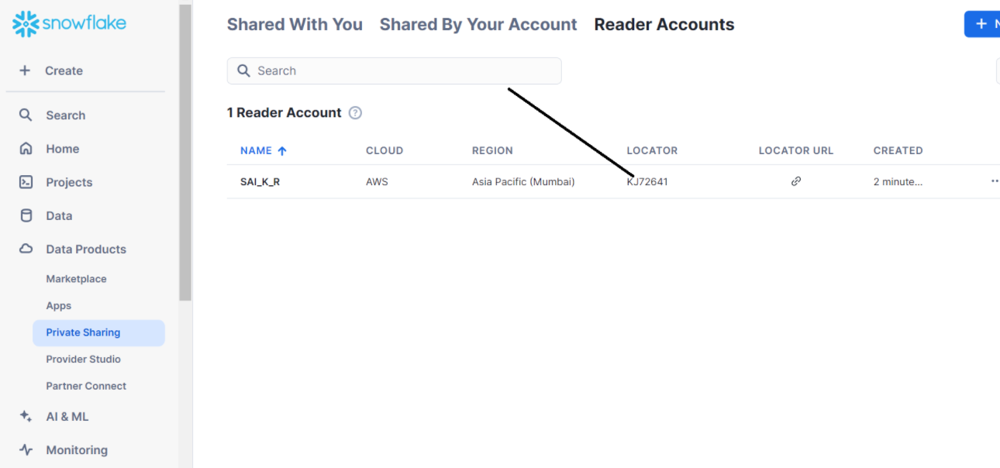 snowflake
Create
Search
Home
Projects
Data
Data Products
Marketplace
Apps
Private Sharing
Provider Studio
Partner Connect
AI & ML
Monitoring
Shared With You Shared By Your Account Reader Accounts
+
Search
1 Reader Account ?
NAME CLOUD REGION LOCATOR LOCATOR URL CREATED
SAI_K_R AWS Asia Pacific (Mumbai) KJ72641 2 minute...